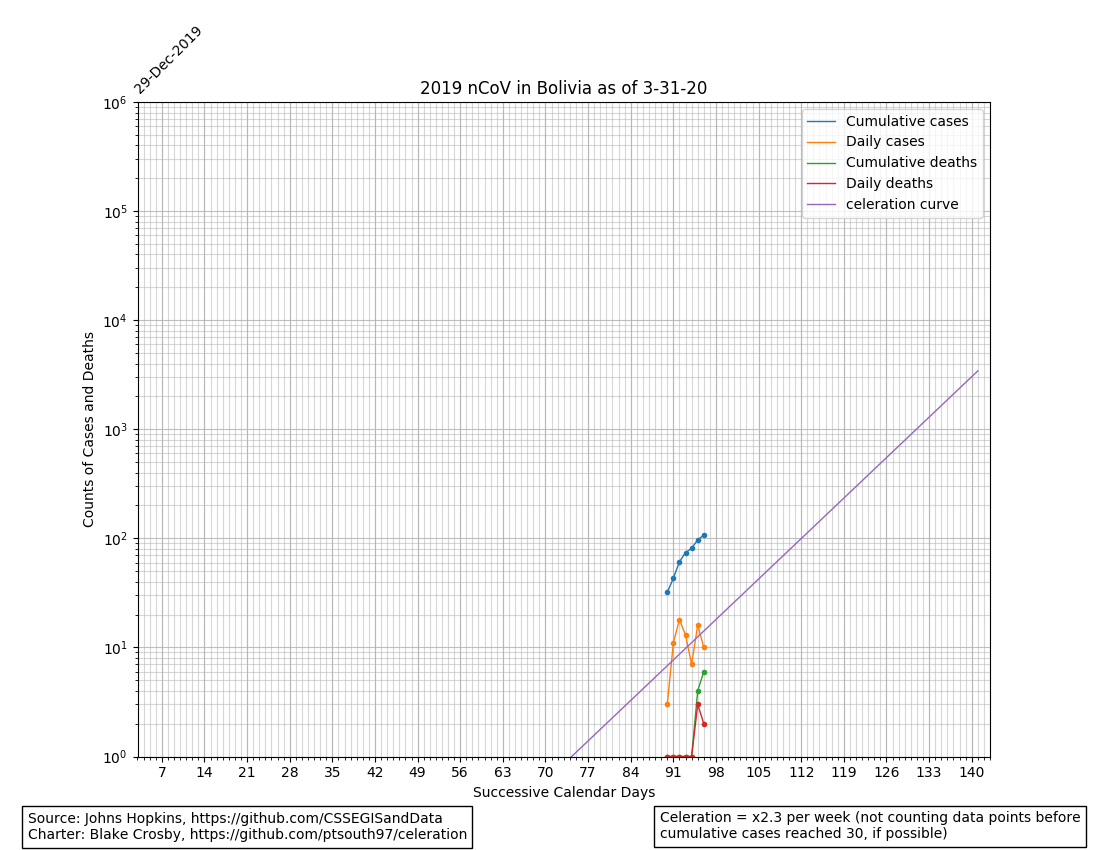 29-Dec-2019
2019 nCoV in Bolivia as of 3-31-20
Cumulative cases
Daily cases
Cumulative deaths
Daily deaths
celeration curve
10^6
10^5
10^4
10^3
10^2
10^1
10^0
Counts of Cases and Deaths
7 14 21 28 35 42 49 56 63 70 77 84 91 98 105 112 119 126 133 140
Successive Calendar Days
Source: Johns Hopkins, https://github.com/CSSEGISandData
Charter: Blake Crosby, https://github.com/ptsouth97/celeration
Celeration = x2.3 per week (not counting data points before
cumulative cases reached 30, if possible)